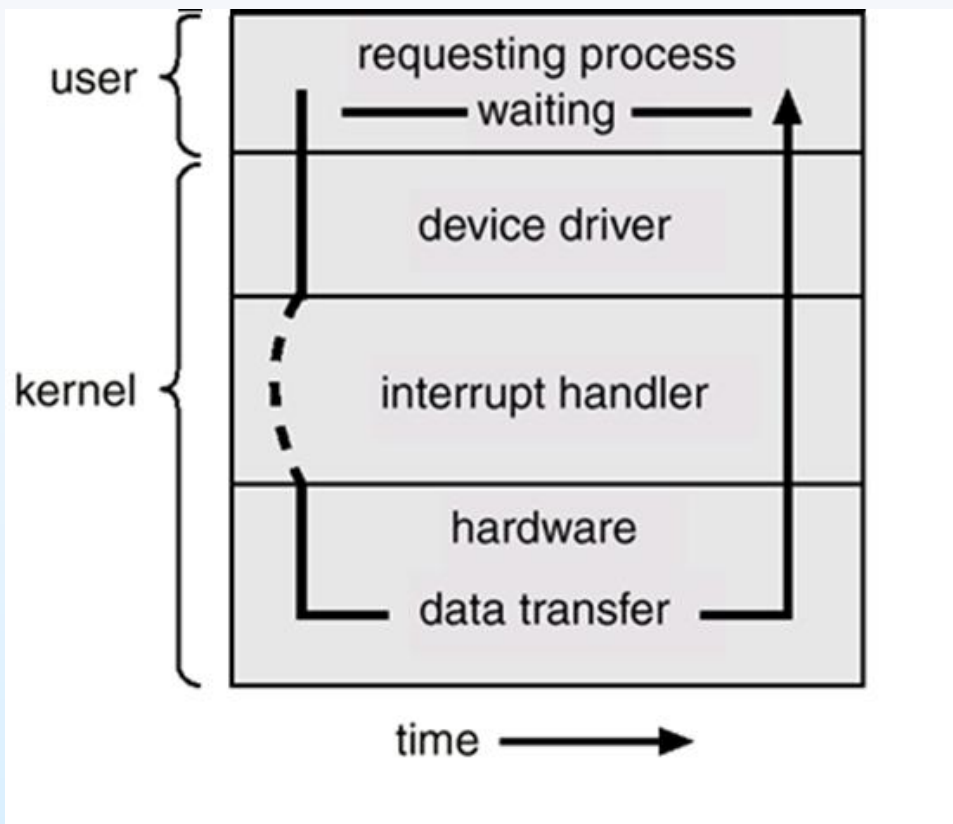 user
requesting process
waiting
device driver
kernel
interrupt handler
hardware
data transfer
time